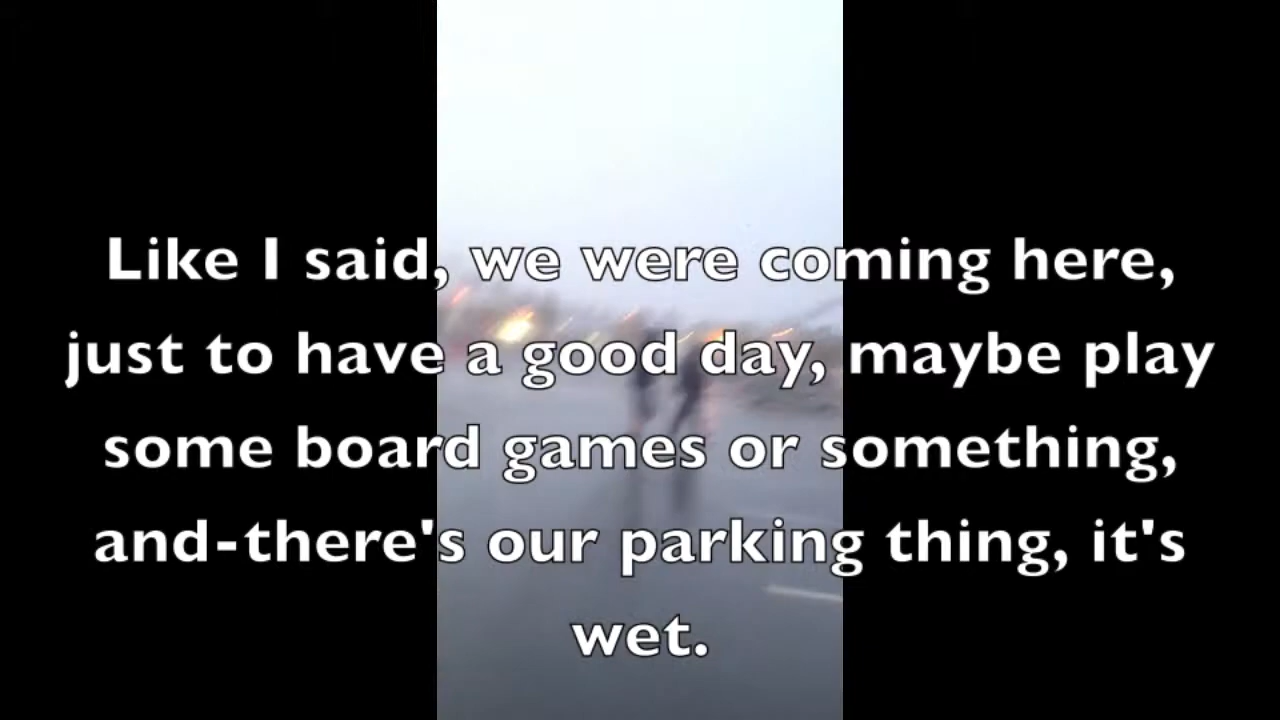 Like I said, we were coming here,
just to have a good day, maybe play
some board games or something,
and-there's our parking thing, it's
wet.